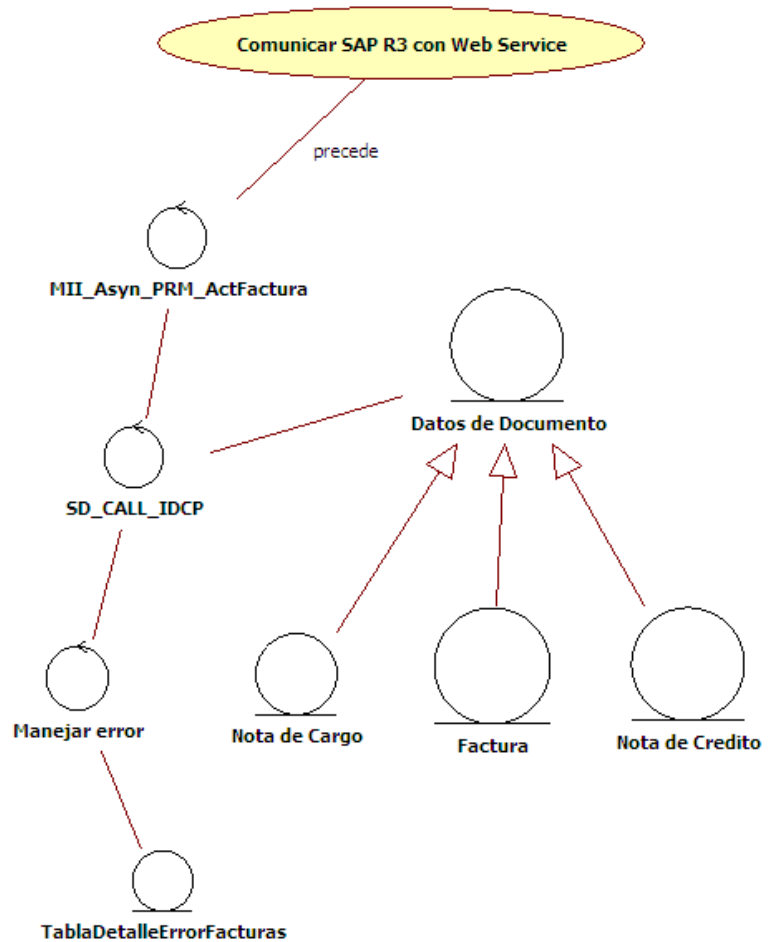 Comunicar SAP R3 con Web Service
precede
MII_Asyn_PRM_ActFactura
Datos de Documento
SD_CALL_IDCP
Manejar error
Nota de Cargo
Factura
Nota de Credito
TablaDetalleErrorFacturas